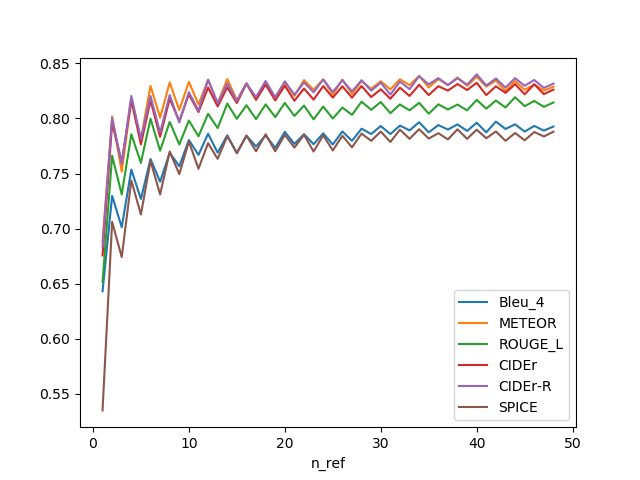 0.85
0.80
0.75
0.70
0.65
0.60
0.55
0
10
20
30
40
50
n_ref
Bleu_4
METEOR
ROUGE_L
CIDEr
CIDEr-R
SPICE